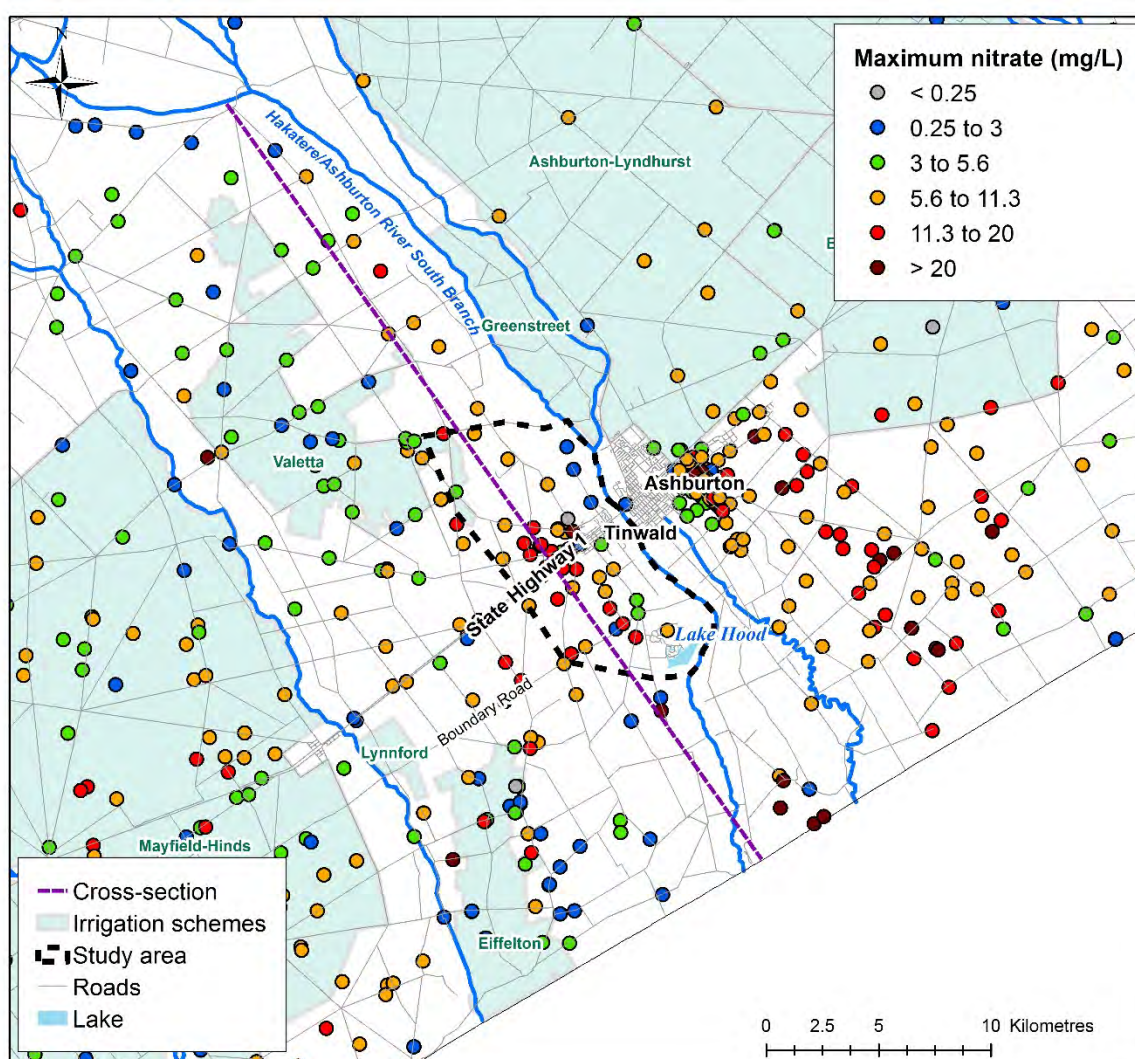 N
Maximum nitrate (mg/L)
< 0.25
0.25 to 3
3 to 5.6
5.6 to 11.3
11.3 to 20
> 20
Hakatere/Ashburton River South Branch
Ashburton-Lyndhurst
E
Greenstreet
Valetta
Ashburton
Tinwald
State Highway 1
Lake Hood
Boundary Road
Lynnford
Mayfield-Hinds
Eiffelton
Cross-section
Irrigation schemes
Study area
Roads
Lake
0 2.5 5 10 Kilometres